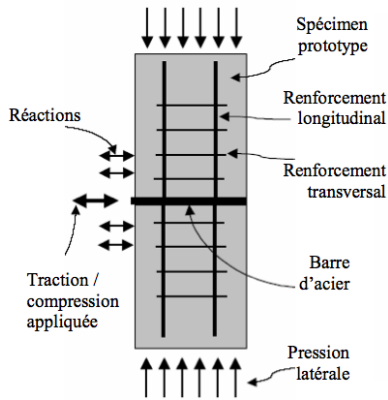 Spécimen
prototype
Renforcement
longitudinal
Réactions
Renforcement
transversal
Traction /
compression
appliquée
Barre
d'acier
Pression
latérale